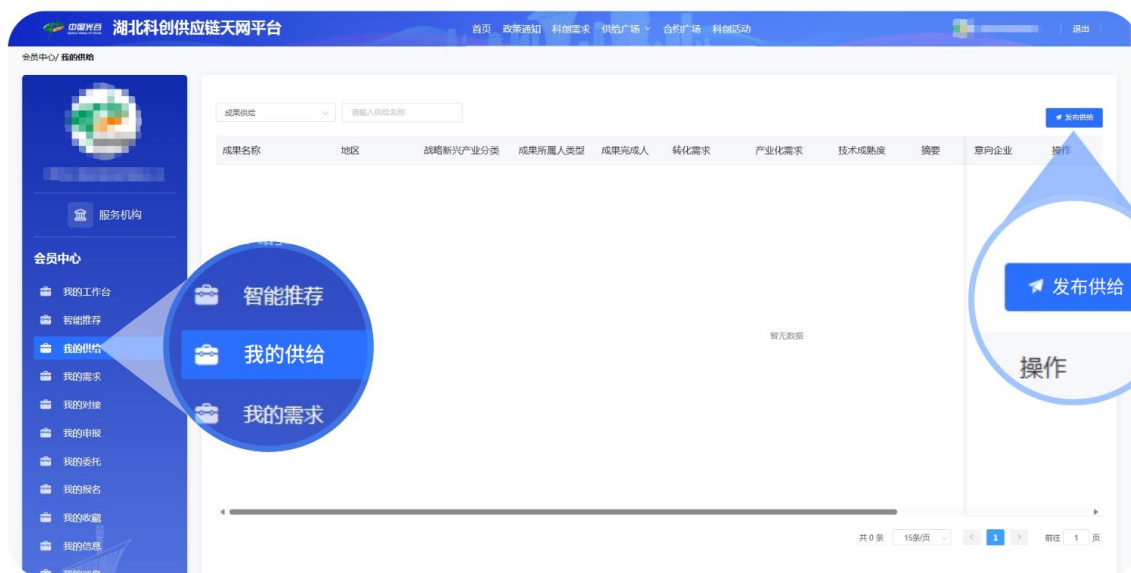 中国光谷 湖北科创供应链天网平台 首页 政策通知 科创需求 供给广场 合约广场 科创活动 退出
会员中心/ 我的供给
成果供给 请输入供给名称 发布供给
成果名称 地区 战略新兴产业分类 成果所属人类型 成果完成人 转化需求 产业化需求 技术成熟度 摘要 意向企业 操作
服务机构
会员中心
我的工作台
智能推荐
我的供给
我的需求
我的对接
我的申报
我的委托
我的报名
我的收藏
我的信息
智能推荐
我的供给
我的需求
暂无数据
发布供给
操作
共 0 条 15条/页 1 前往 1 页